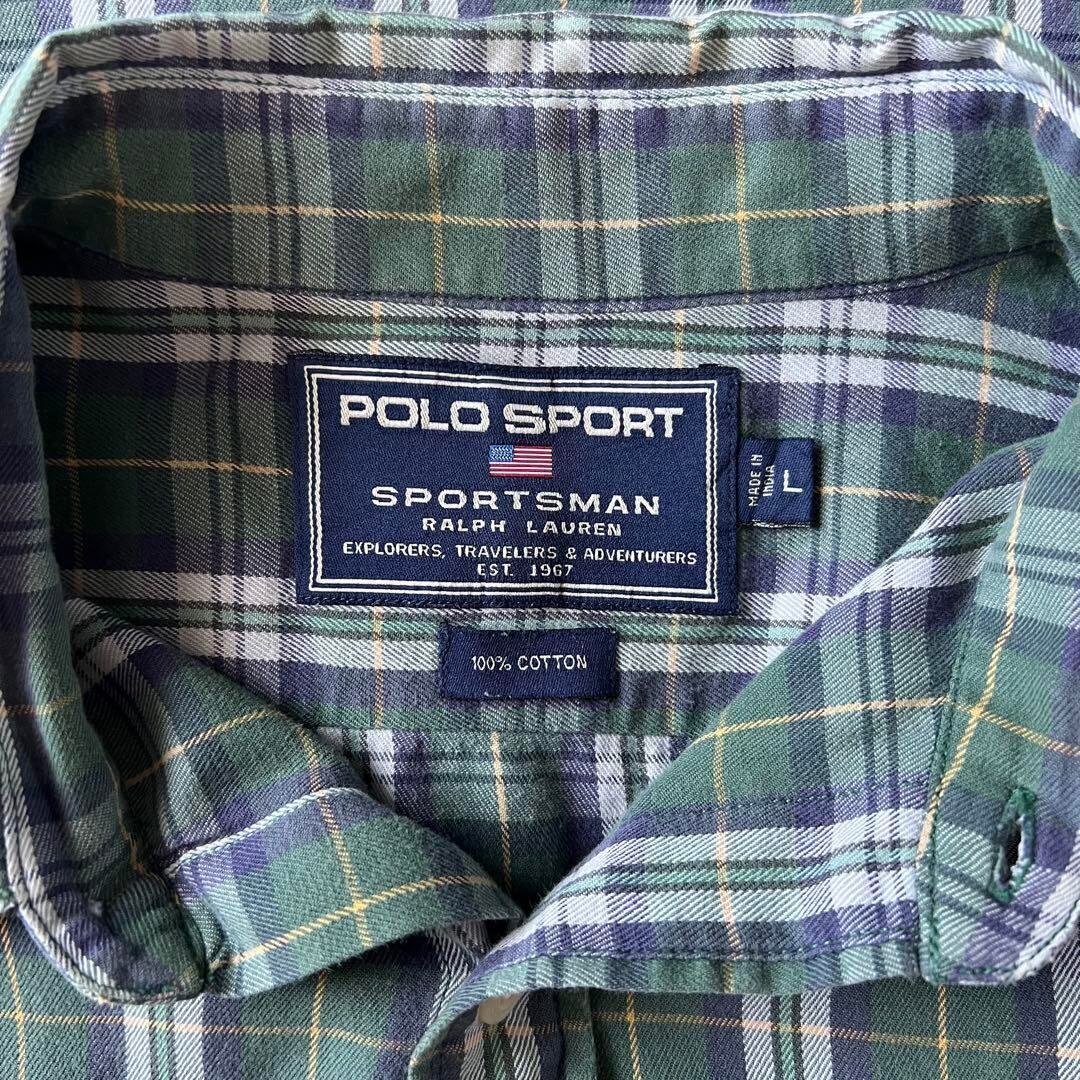 POLO SPORT
SPORTSMAN
RALPH LAUREN
EXPLORERS, TRAVELERS & ADVENTURERS
EST. 1967
MADE IN
INDIA
L
100% COTTON